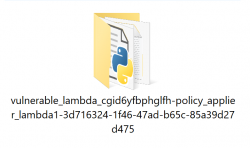 vulnerable_lambda_cgid6yfbphglfh-policy_applie
r_lambda1-3d716324-1f46-47ad-b65c-85a39d27
d475